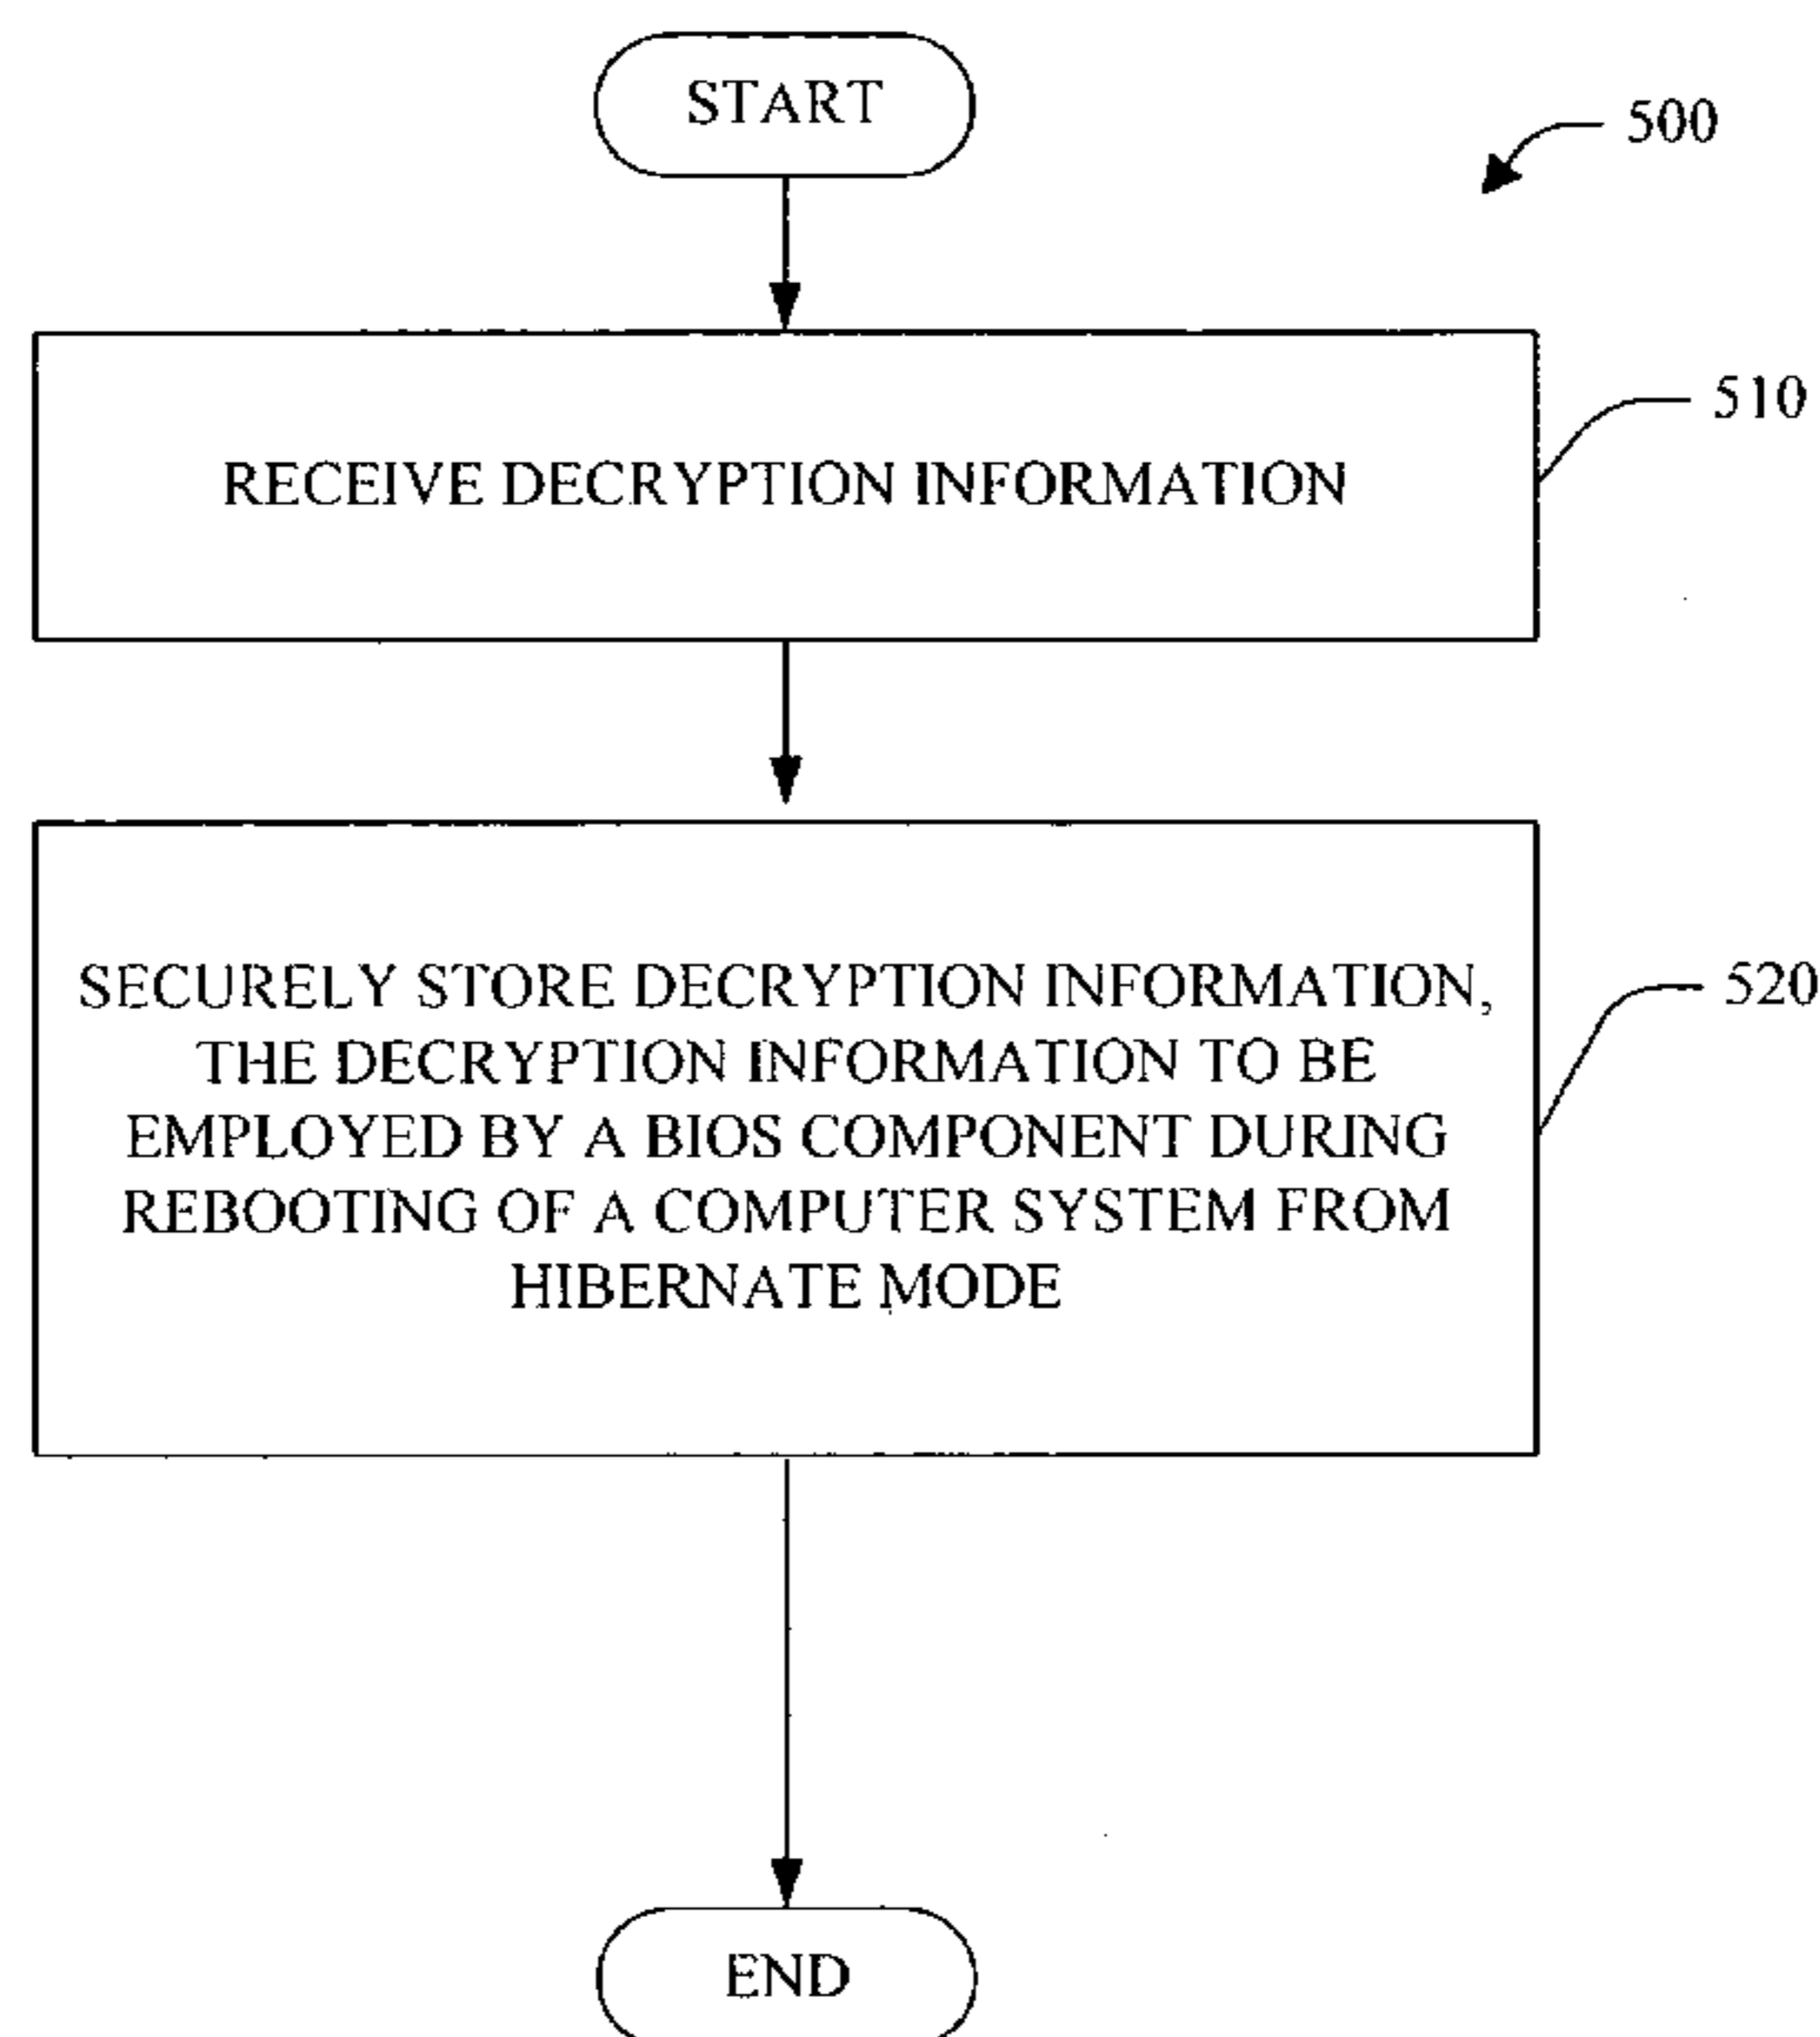 START
500
510
RECEIVE DECRYPTION INFORMATION
520
SECURELY STORE DECRYPTION INFORMATION,
THE DECRYPTION INFORMATION TO BE
EMPLOYED BY A BIOS COMPONENT DURING
REBOOTING OF A COMPUTER SYSTEM FROM
HIBERNATE MODE
END